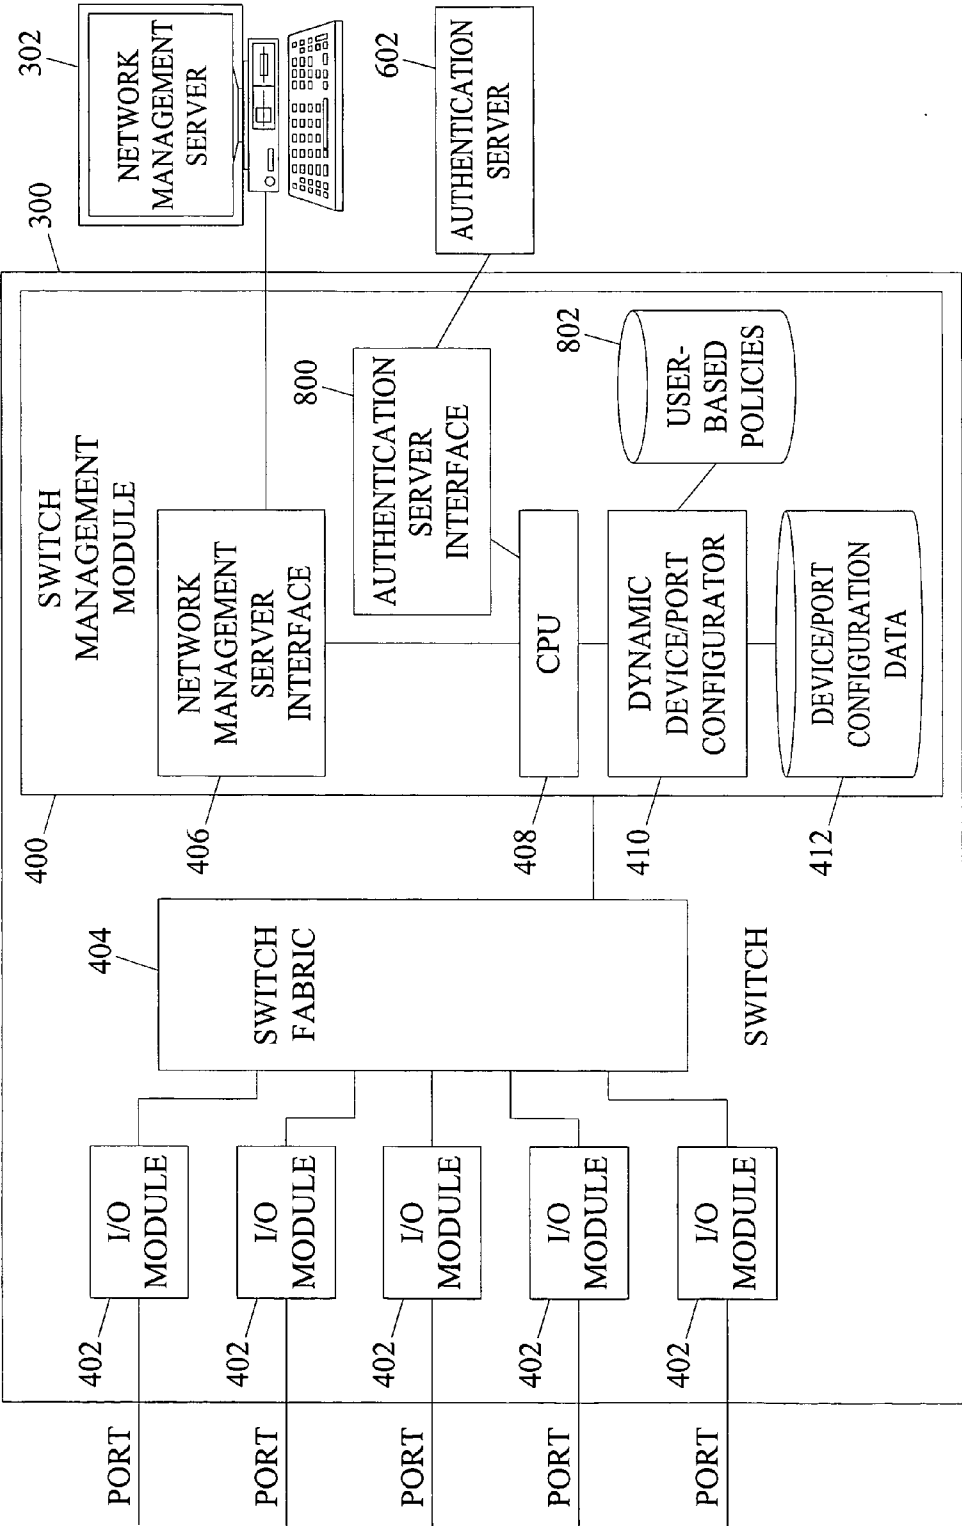 302
NETWORK
MANAGEMENT
SERVER
602
AUTHENTICATION
SERVER
300
SWITCH
MANAGEMENT
MODULE
400
NETWORK
MANAGEMENT
SERVER
INTERFACE
406
800
AUTHENTICATION
SERVER
INTERFACE
CPU
408
DYNAMIC
DEVICE/PORT
CONFIGURATOR
410
802
USER-
BASED
POLICIES
DEVICE/PORT
CONFIGURATION
DATA
412
404
SWITCH
FABRIC
SWITCH
I/O
MODULE
402
PORT
I/O
MODULE
402
PORT
I/O
MODULE
402
PORT
I/O
MODULE
402
PORT
I/O
MODULE
402
PORT